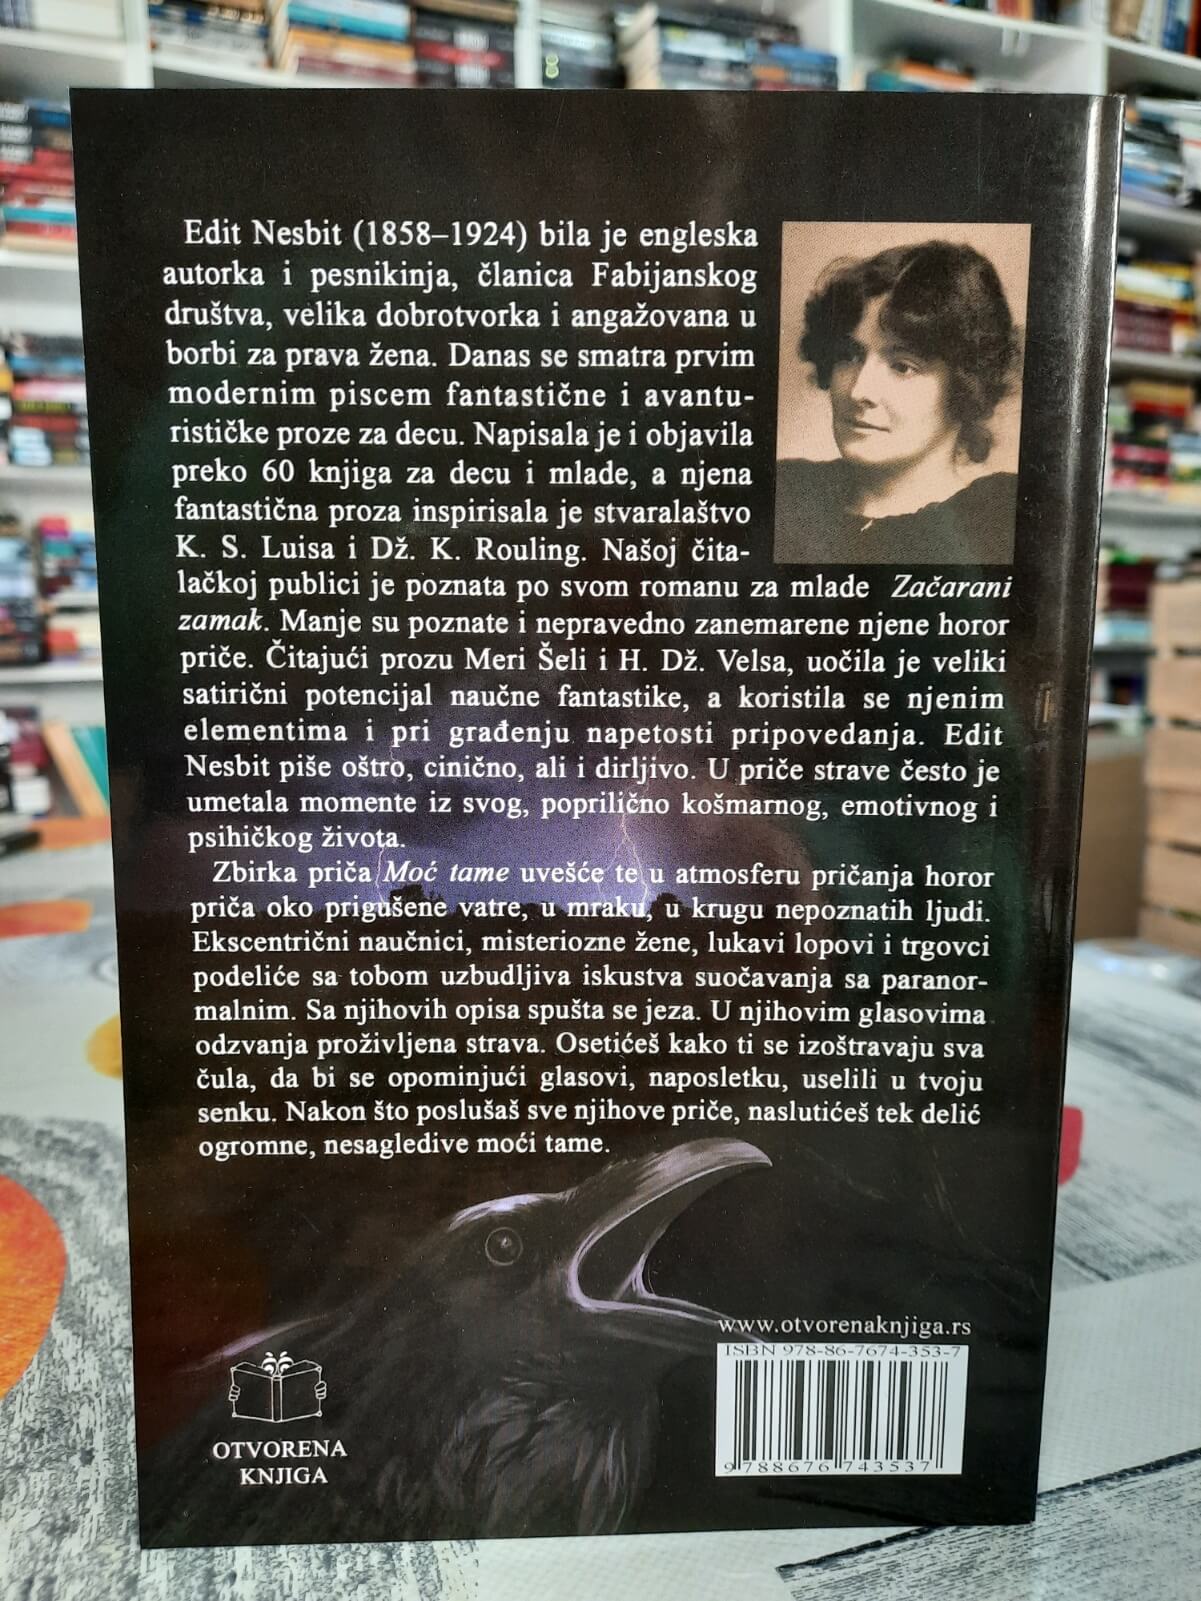 Edit Nesbit (1858–1924) bila je engleska
autorka i pesnikinja, članica Fabijanskog
društva, velika dobrotvorka i angažovana u
borbi za prava žena. Danas se smatra prvim
modernim piscem fantastične i avantu-
rističke proze za decu. Napisala je i objavila
preko 60 knjiga za decu i mlade, a njena
fantastična proza inspirisala je stvaralaštvo
K. S. Luisa i Dž. K. Rouling. Našoj čita-
lačkoj publici je poznata po svom romanu za mlade Začarani
zamak. Manje su poznate i nepravedno zanemarene njene horor
priče. Čitajući prozu Meri Šeli i H. Dž. Velsa, uočila je veliki
satirični potencijal naučne fantastike, a koristila se njenim
elementima i pri građenju napetosti pripovedanja. Edit
Nesbit piše oštro, cinično, ali i dirljivo. U priče strave često je
umetala momente iz svog, poprilično košmarnog, emotivnog i
psihičkog života.
Zbirka priča Moć tame uvešće te u atmosferu pričanja horor
priča oko prigušene vatre, u mraku, u krugu nepoznatih ljudi.
Ekscentrični naučnici, misteriozne žene, lukavi lopovi i trgovci
podeliće sa tobom uzbudljiva iskustva suočavanja sa paranor-
malnim. Sa njihovih opisa spušta se jeza. U njihovim glasovima
odzvanja proživljena strava. Osetićeš kako ti se izoštravaju sva
čula, da bi se opominjući glasovi, naposletku, uselili u tvoju
senku. Nakon što poslušaš sve njihove priče, naslutićeš tek delić
ogromne, nesagledive moći tame.
www.otvorenaknjiga.rs
ISBN 978-86-7674-353-7
9 788676 743537
OTVORENA
KNJIGA